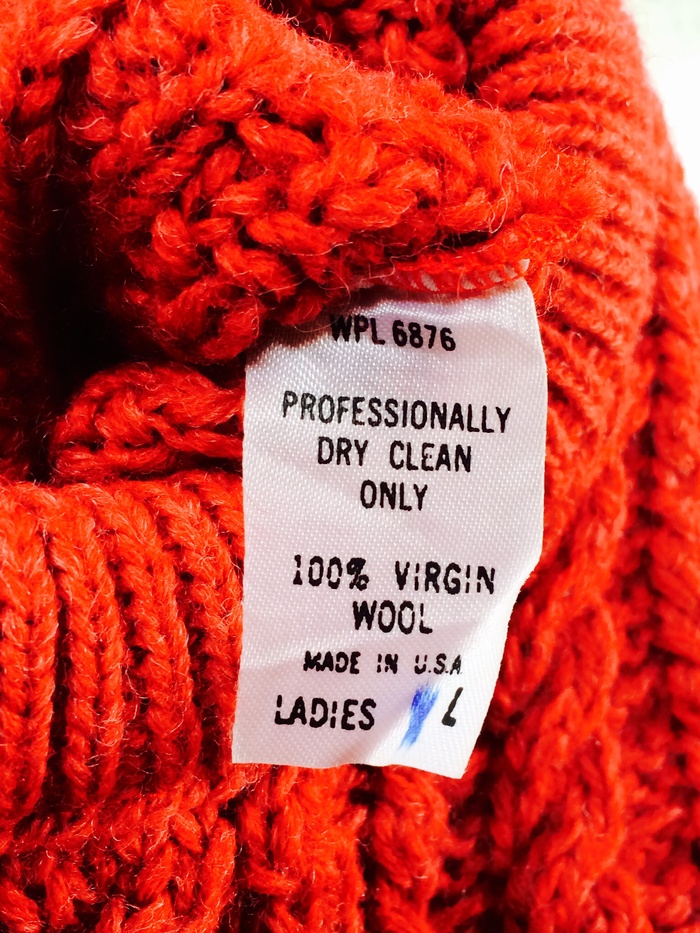 WPL 6876
PROFESSIONALLY
DRY CLEAN
ONLY
100% VIRGIN
WOOL
MADE IN U.S.A
LADIES L